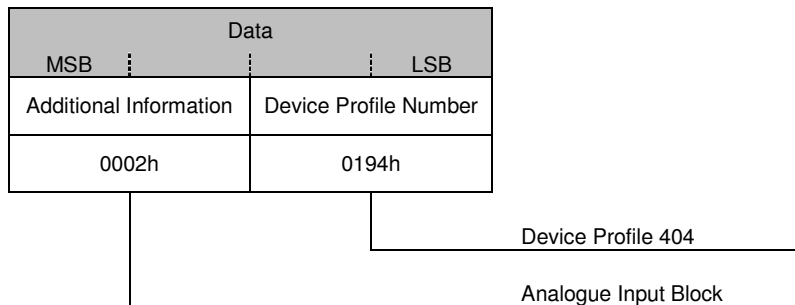 Data
MSB LSB
Additional Information Device Profile Number
0002h 0194h
Device Profile 404
Analogue Input Block